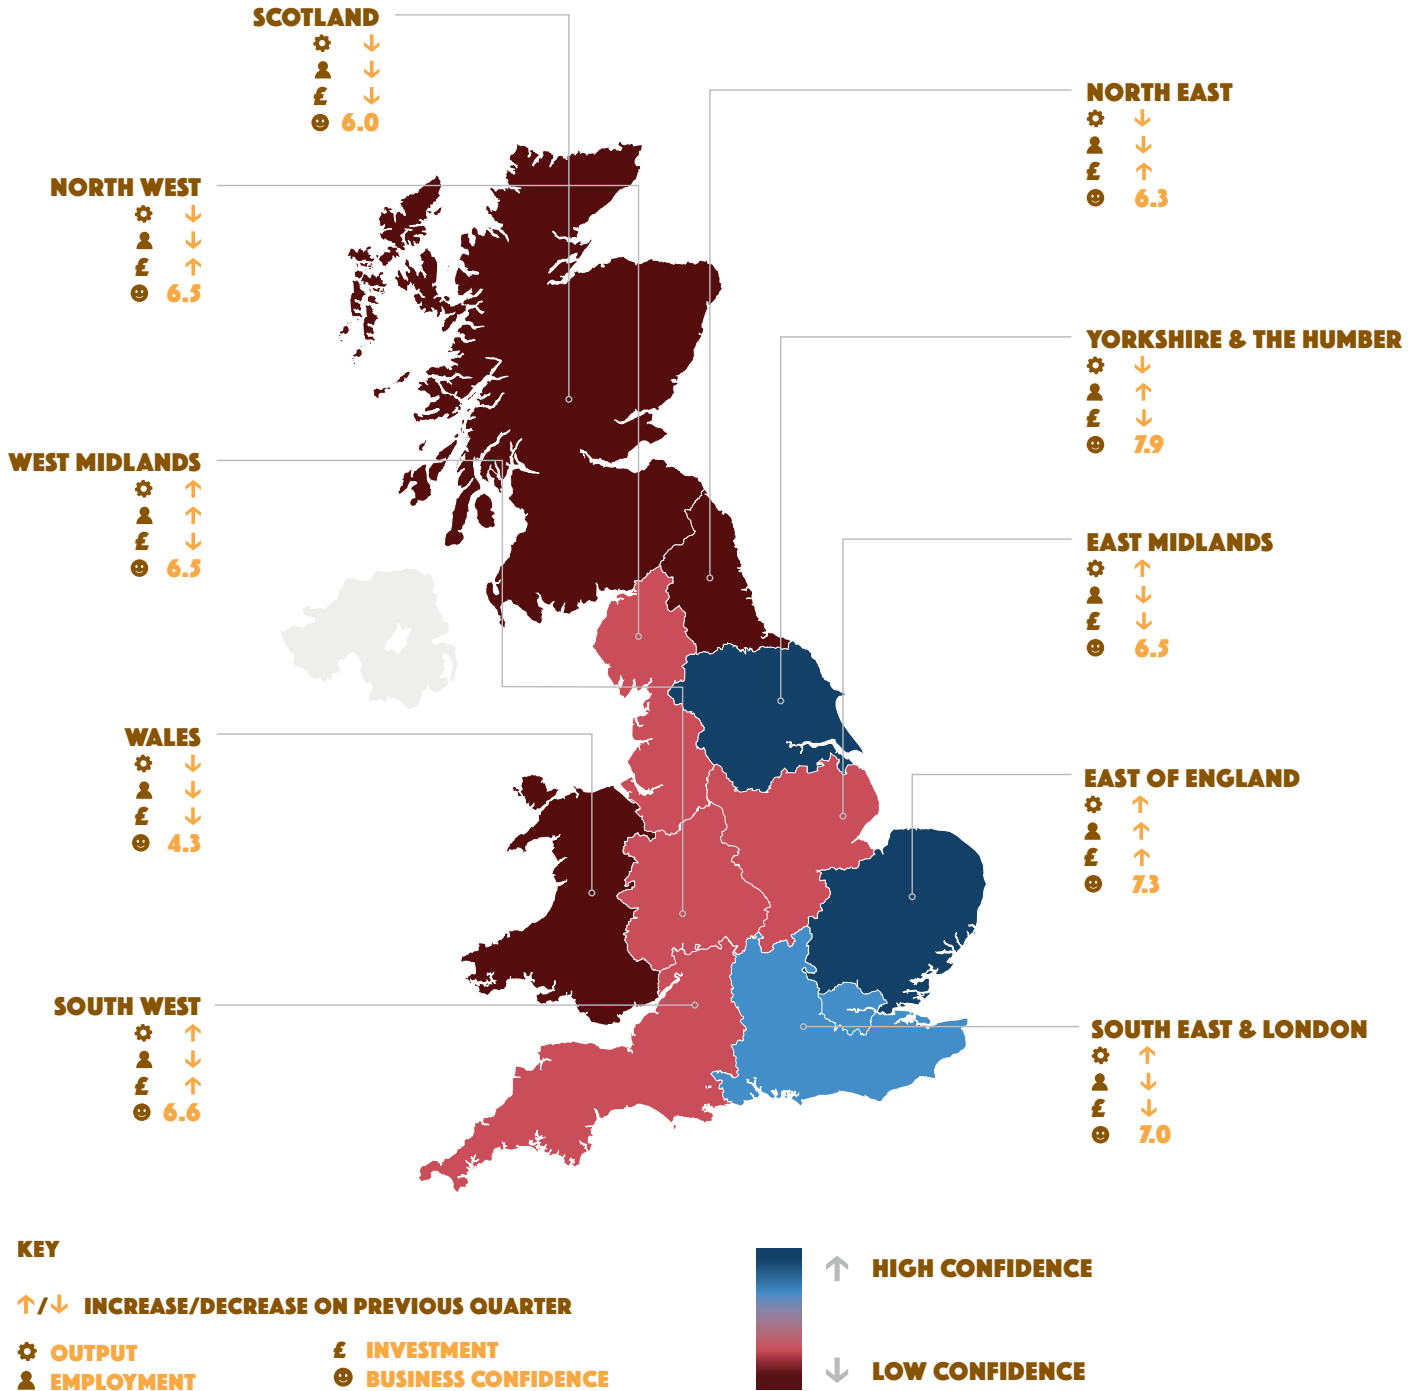 SCOTLAND
↓
↓
£ ↓
6.0
NORTH WEST
↓
↓
£ ↑
6.5
WEST MIDLANDS
↑
↑
£ ↓
6.5
WALES
↓
↓
£ ↓
4.3
SOUTH WEST
↑
↓
£ ↑
6.6
NORTH EAST
↓
↓
£ ↑
6.3
YORKSHIRE & THE HUMBER
↓
↑
£ ↓
7.9
EAST MIDLANDS
↑
↓
£ ↓
6.5
EAST OF ENGLAND
↑
↑
£ ↑
7.3
SOUTH EAST & LONDON
↑
↓
£ ↓
7.0
KEY
↑/↓ INCREASE/DECREASE ON PREVIOUS QUARTER
OUTPUT
EMPLOYMENT
£ INVESTMENT
BUSINESS CONFIDENCE
↑ HIGH CONFIDENCE
↓ LOW CONFIDENCE